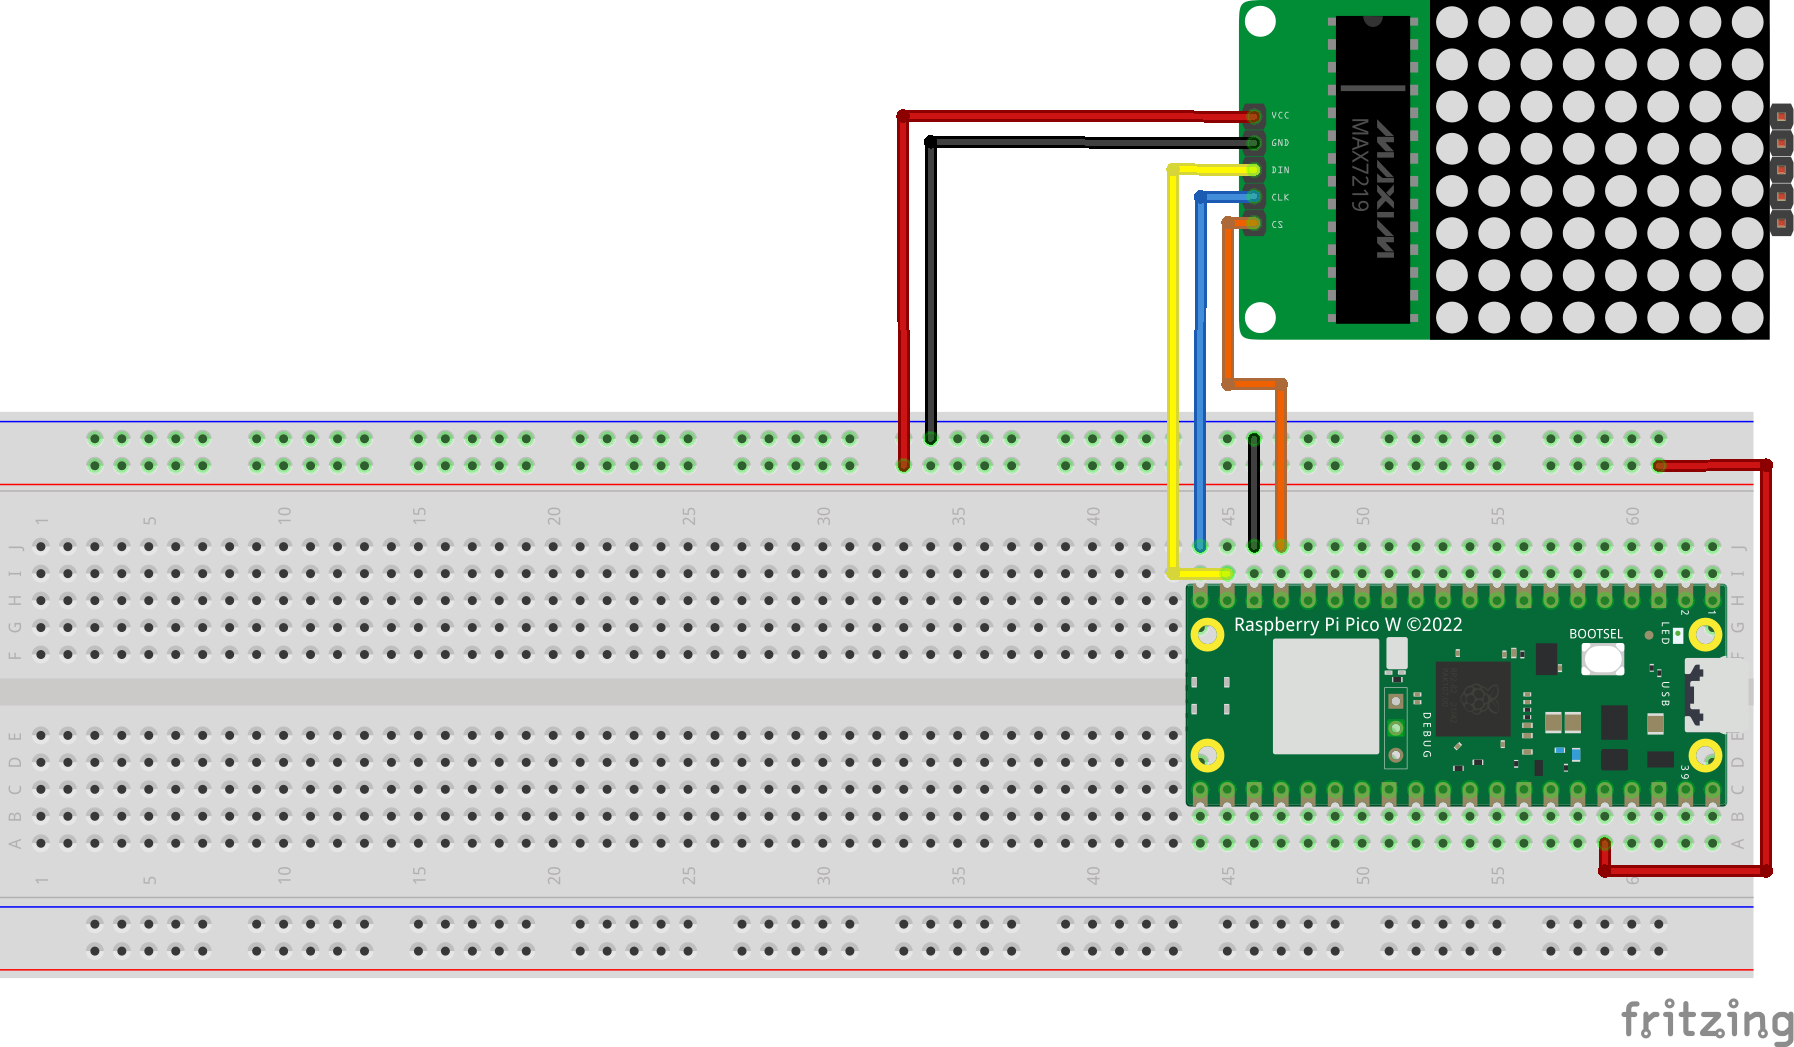 VCC
GND
DIN
CLK
CS
MAX7219
MAXIM
1 5 10 15 20 25 30 35 40 45 50 55 60
J
I
H
G
F
E
D
C
B
A
Raspberry Pi Pico W ©2022
BOOTSEL
LED
2
1
USB
DEBUG
39
J
I
H
G
F
E
D
C
B
A
1 5 10 15 20 25 30 35 40 45 50 55 6
fritzing